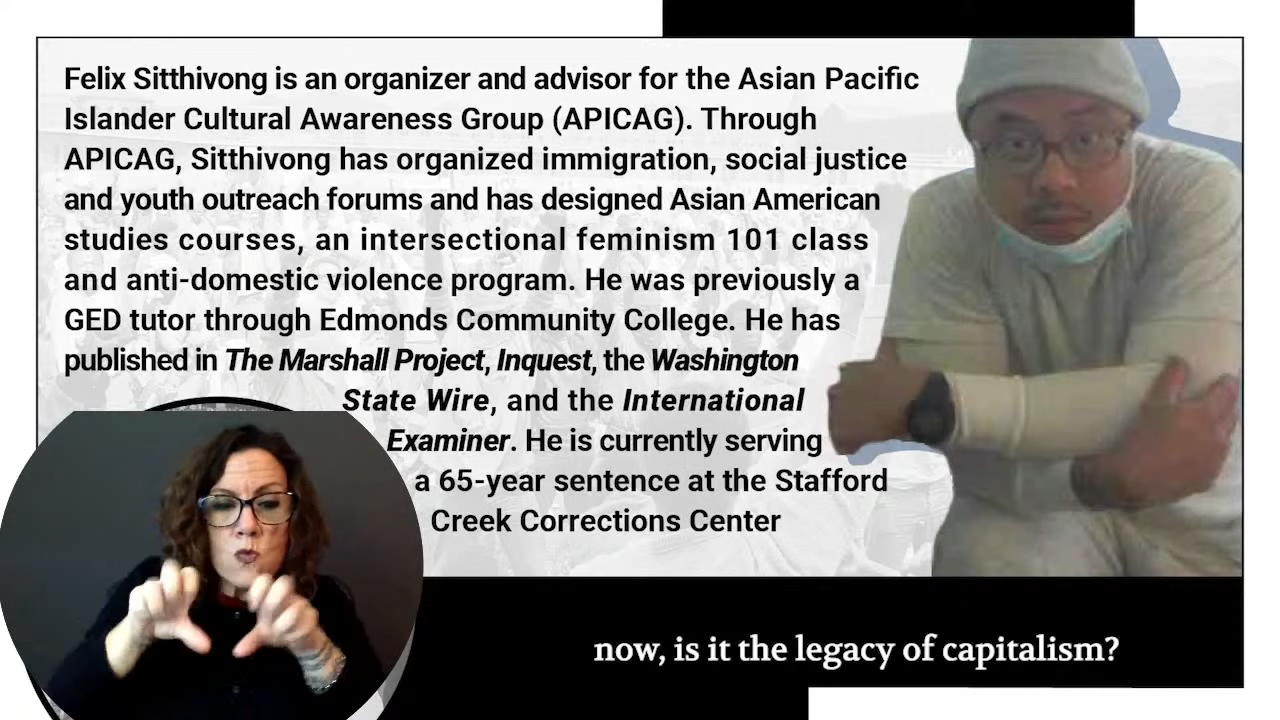 Felix Sitthivong is an organizer and advisor for the Asian Pacific
Islander Cultural Awareness Group (APICAG). Through
APICAG, Sitthivong has organized immigration, social justice
and youth outreach forums and has designed Asian American
studies courses, an intersectional feminism 101 class
and anti-domestic violence program. He was previously a
GED tutor through Edmonds Community College. He has
published in The Marshall Project, Inquest, the Washington
State Wire, and the International
Examiner. He is currently serving
a 65-year sentence at the Stafford
Creek Corrections Center
now, is it the legacy of capitalism?